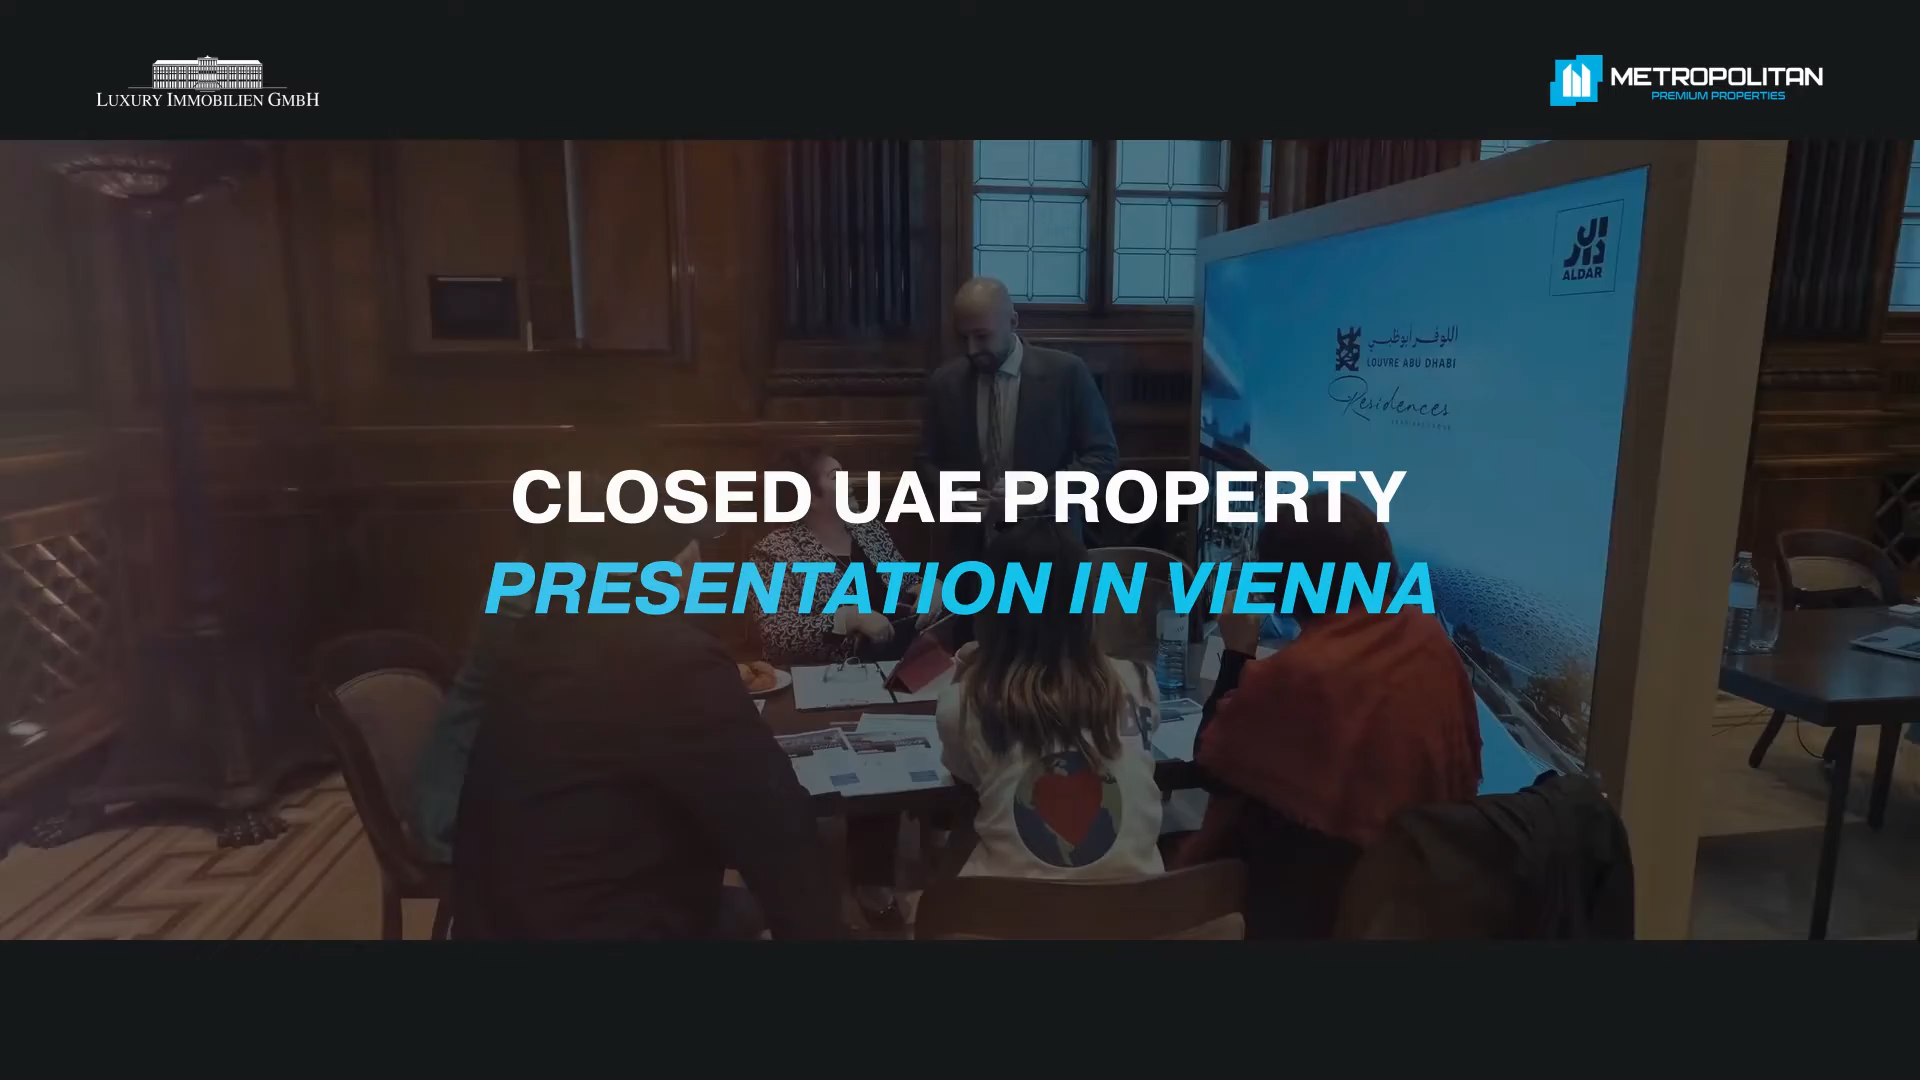 LUXURY IMMOBILIEN GMBH
METROPOLITAN
PREMIUM PROPERTIES
الدار
ALDAR
اللوفر أبوظبي
LOUVRE ABU DHABI
Residences
CLOSED UAE PROPERTY
PRESENTATION IN VIENNA